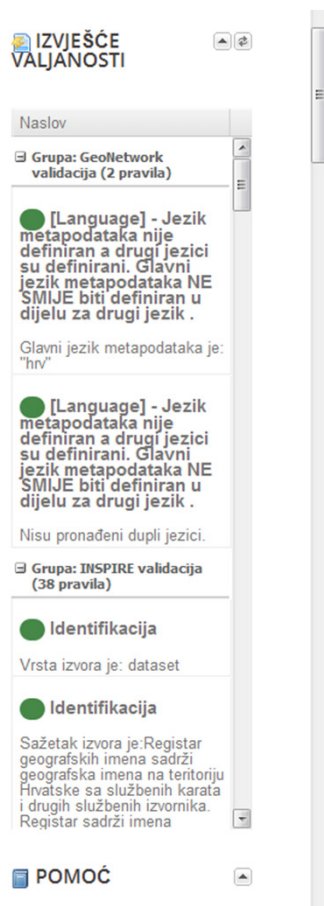 IZVJEŠĆE
VALJANOSTI
Naslov
Grupa: GeoNetwork
validacija (2 pravila)
[Language] - Jezik
metapodataka nije
definiran a drugi jezici
su definirani. Glavni
jezik metapodataka NE
SMIJE biti definiran u
dijelu za drugi jezik .
Glavni jezik metapodataka je:
"hrv"
[Language] - Jezik
metapodataka nije
definiran a drugi jezici
su definirani. Glavni
jezik metapodataka NE
SMIJE biti definiran u
dijelu za drugi jezik .
Nisu pronađeni dupli jezici.
Grupa: INSPIRE validacija
(38 pravila)
Identifikacija
Vrsta izvora je: dataset
Identifikacija
Sažetak izvora je:Registar
geografskih imena sadrži
geografska imena na teritoriju
Hrvatske sa službenih karata
i drugih službenih izvornika.
Registar sadrži imena
POMOĆ